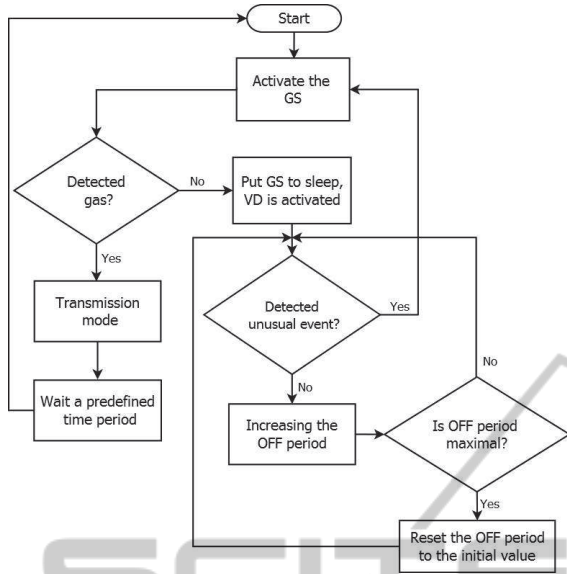 Start
Activate the
GS
Detected
gas?
No
Put GS to sleep,
VD is activated
Yes
Transmission
mode
Detected
unusual event?
Yes
No
Wait a predefined
time period
No
Increasing the
OFF period
Is OFF period
maximal?
Yes
Reset the OFF period
to the initial value